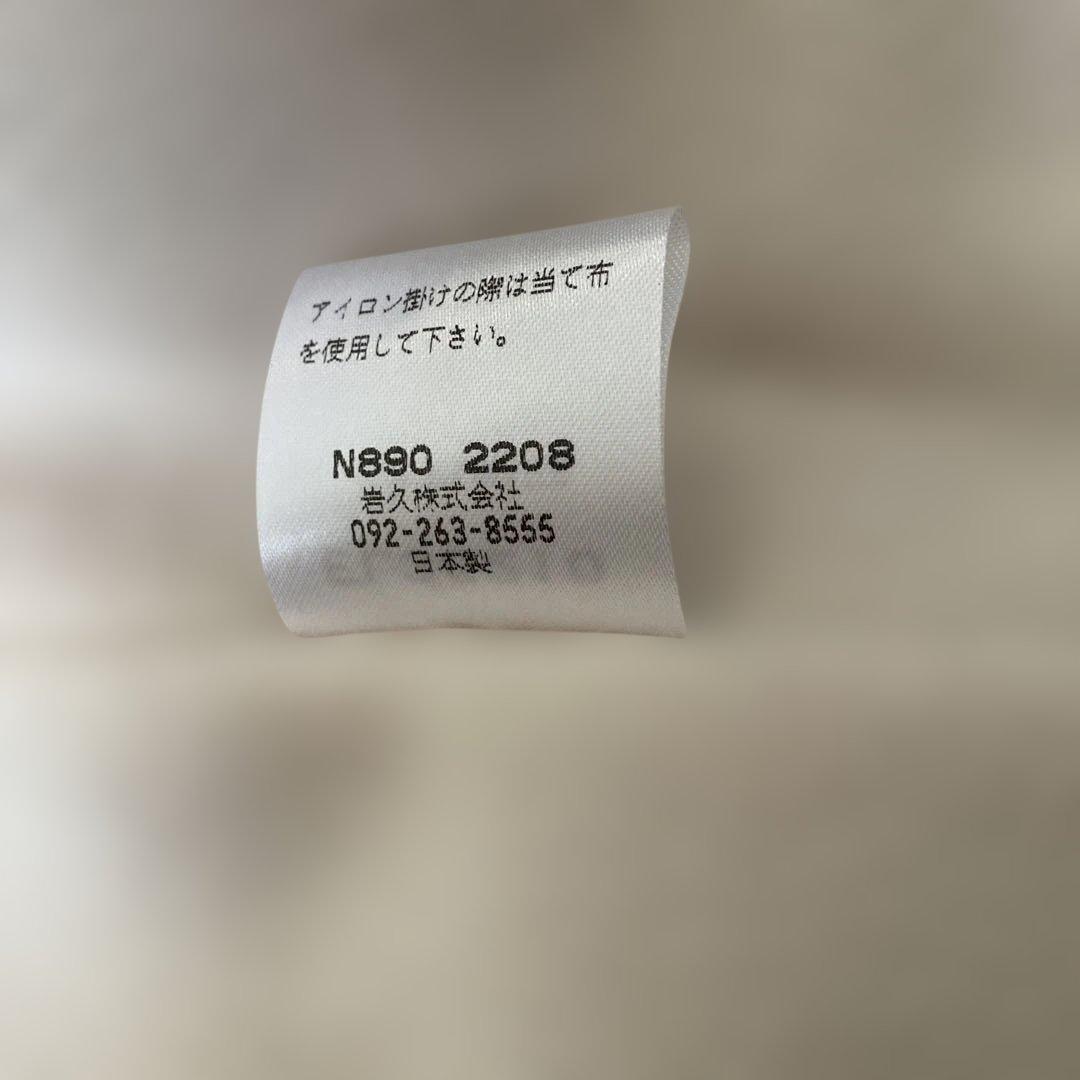 アイロン掛けの際は当て布
を使用して下さい。
N890 2208
岩久株式会社
092-263-8555
日本製